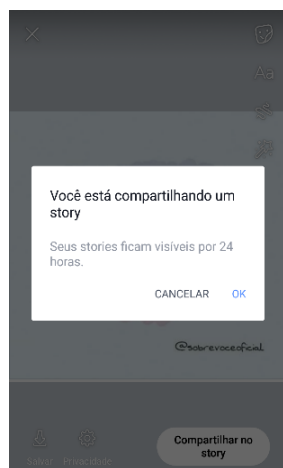 Aa
Você está compartilhando um
story
Seus stories ficam visíveis por 24
horas.
CANCELAR OK
@sobrevoceoficial
Salvar Privacidade
Compartilhar no
story